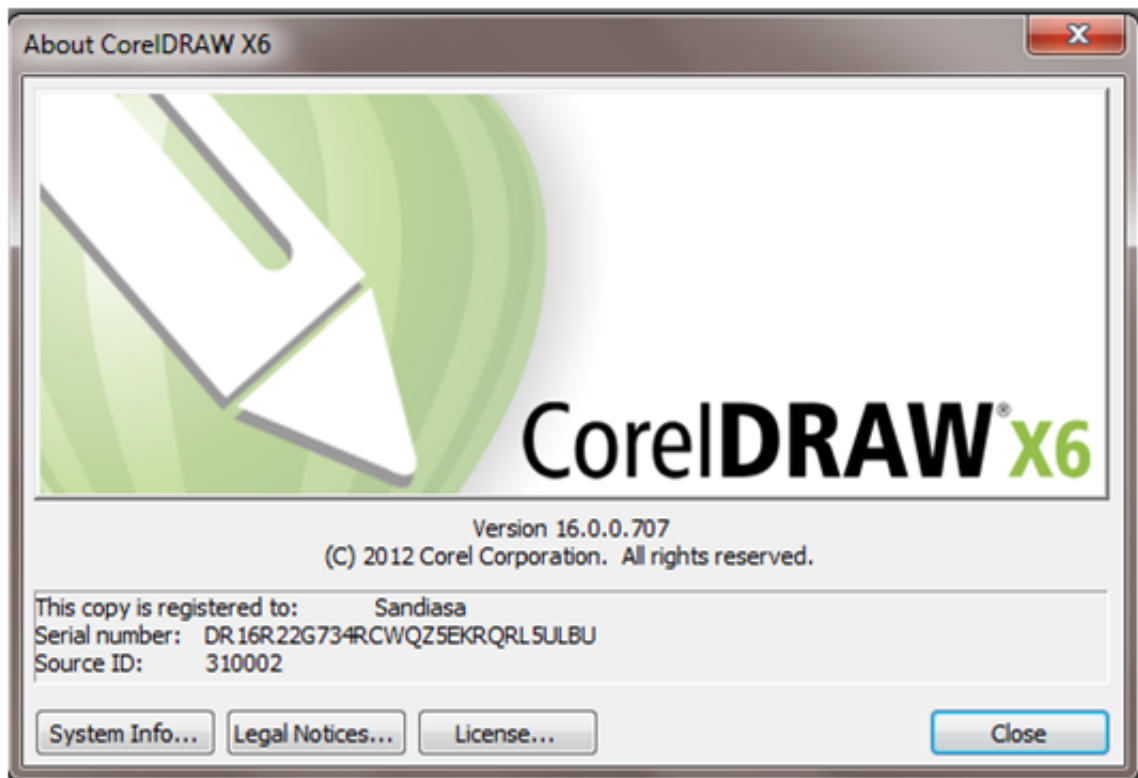 About CorelDRAW X6
CorelDRAW® X6
Version 16.0.0.707
(C) 2012 Corel Corporation. All rights reserved.
This copy is registered to: Sandiasa
Serial number: DR16R22G734RCWQZ5EKRQRL5ULBU
Source ID: 310002
System Info... Legal Notices... License... Close